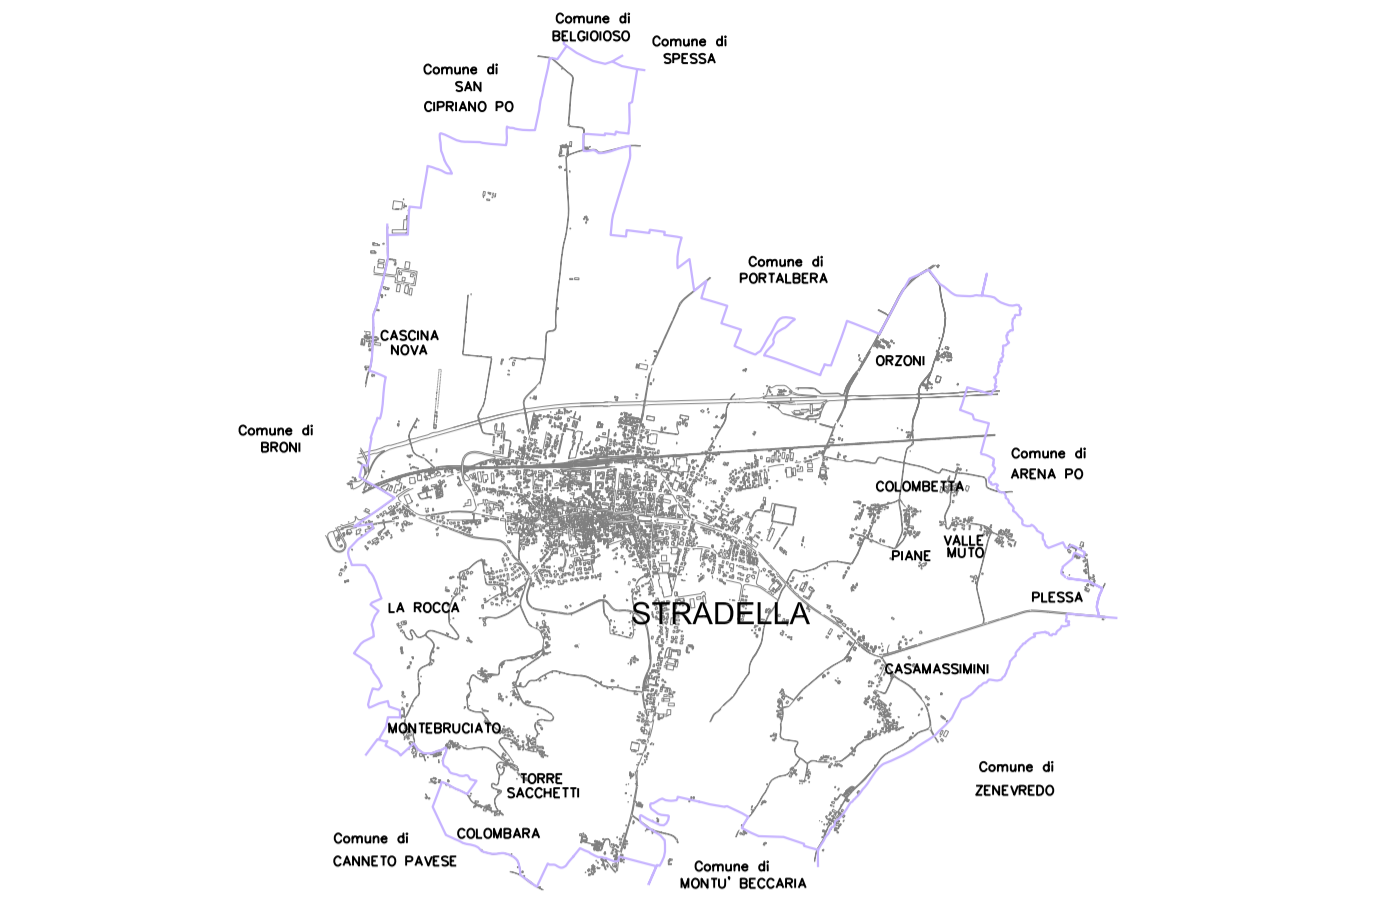 Comune di
BELGIOIOSO
Comune di
SPESSA
Comune di
SAN
CIPRIANO PO
Comune di
PORTALBERA
CASCINA
NOVA
ORZONI
Comune di
BRONI
Comune di
ARENA PO
COLOMBETTA
VALLE
MUTO
PIANE
PLESSA
LA ROCCA
STRADELLA
CASAMASSIMINI
MONTEBRUCIATO
TORRE
SACCHETTI
Comune di
ZENEVREDO
COLOMBARA
Comune di
CANNETO PAVESE
Comune di
MONTU' BECCARIA